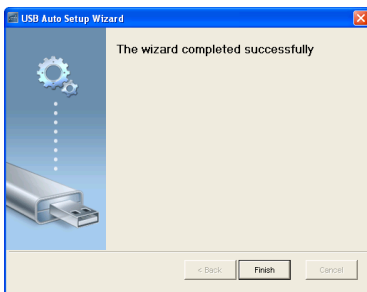 USB Auto Setup Wizard
The wizard completed successfully
< Back Finish Cancel